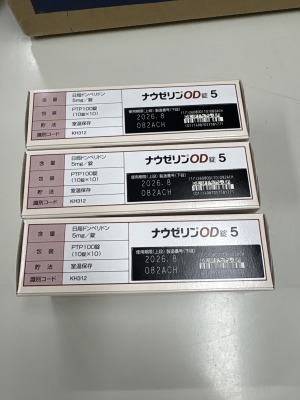 含量 日局ドンペリドン
5mg/錠
包装 PTP100錠
(10錠×10)
貯法 室温保存
識別コード KH312
ナウゼリンOD錠 5
使用期限(上段)製造番号(下段)
2026.8
082ACH
含量 日局ドンペリドン
5mg/錠
包装 PTP100錠
(10錠×10)
貯法 室温保存
識別コード KH312
ナウゼリンOD錠 5
使用期限(上段)製造番号(下段)
2026.8
082ACH
含量 日局ドンペリドン
5mg/錠
包装 PTP100錠
(10錠×10)
貯法 室温保存
識別コード KH312
ナウゼリンOD錠 5
使用期限(上段)製造番号(下段)
2026.8
082ACH